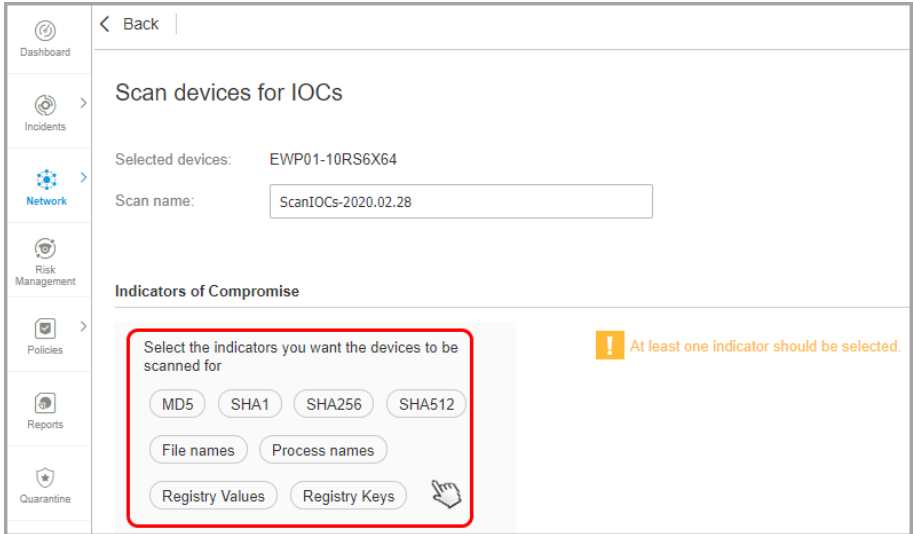 Back
Dashboard
Incidents
Network
Risk
Management
Policies
Reports
Quarantine
Scan devices for IOCs
Selected devices: EWP01-10RS6X64
Scan name: ScanIOCs-2020.02.28
Indicators of Compromise
Select the indicators you want the devices to be
scanned for
MD5 SHA1 SHA256 SHA512
File names Process names
Registry Values Registry Keys
! At least one indicator should be selected.